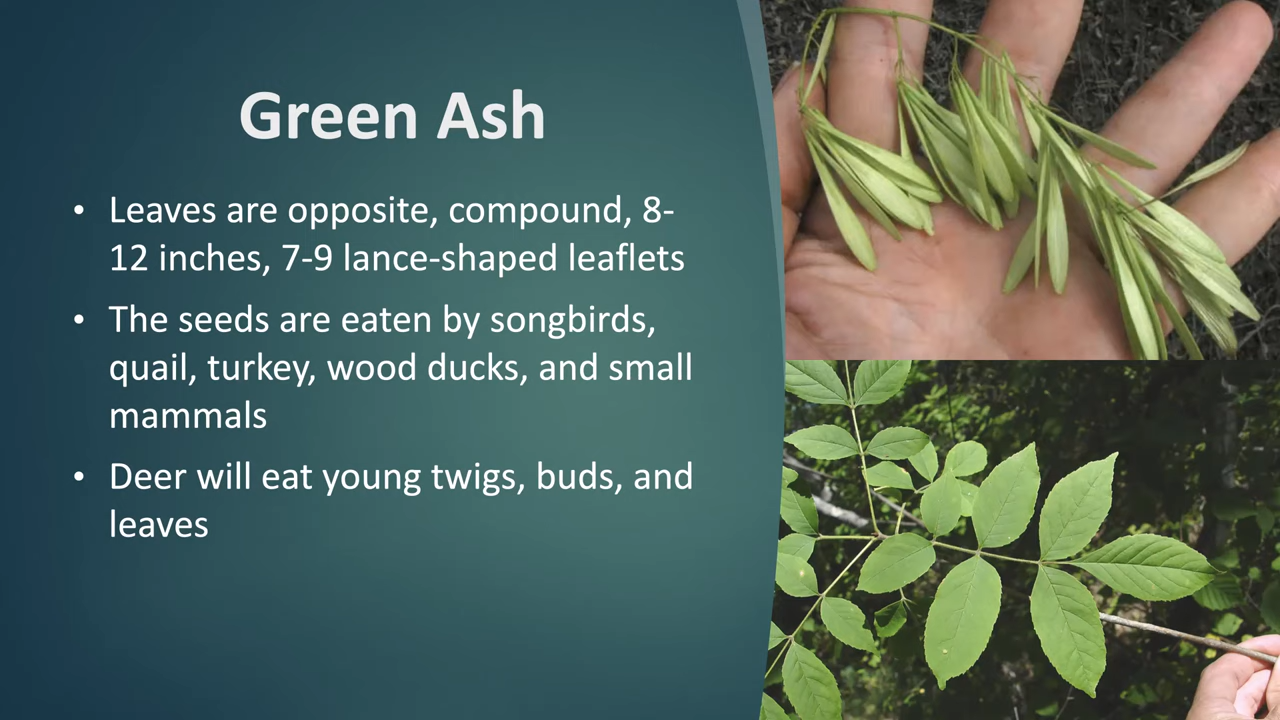 Green Ash
• Leaves are opposite, compound, 8-
12 inches, 7-9 lance-shaped leaflets
• The seeds are eaten by songbirds,
quail, turkey, wood ducks, and small
mammals
• Deer will eat young twigs, buds, and
leaves